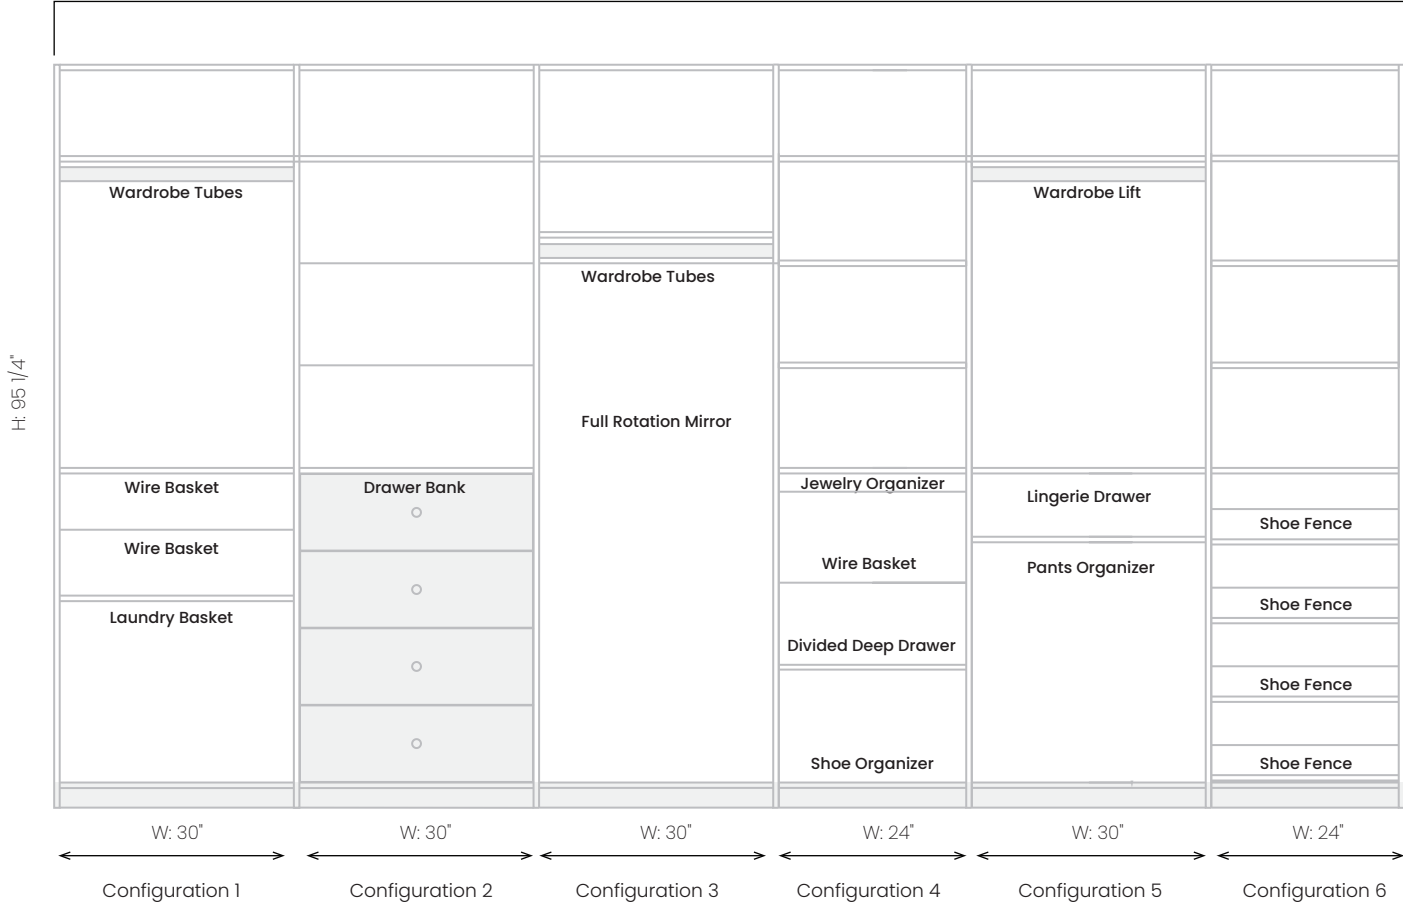 Wardrobe Tubes
Wardrobe Lift
Wardrobe Tubes
H: 95 1/4"
Full Rotation Mirror
Wire Basket
Drawer Bank
Jewelry Organizer
Lingerie Drawer
Shoe Fence
Wire Basket
Wire Basket
Pants Organizer
Shoe Fence
Laundry Basket
Divided Deep Drawer
Shoe Fence
Shoe Organizer
Shoe Fence
W: 30"
W: 30"
W: 30"
W: 24"
W: 30"
W: 24"
Configuration 1
Configuration 2
Configuration 3
Configuration 4
Configuration 5
Configuration 6